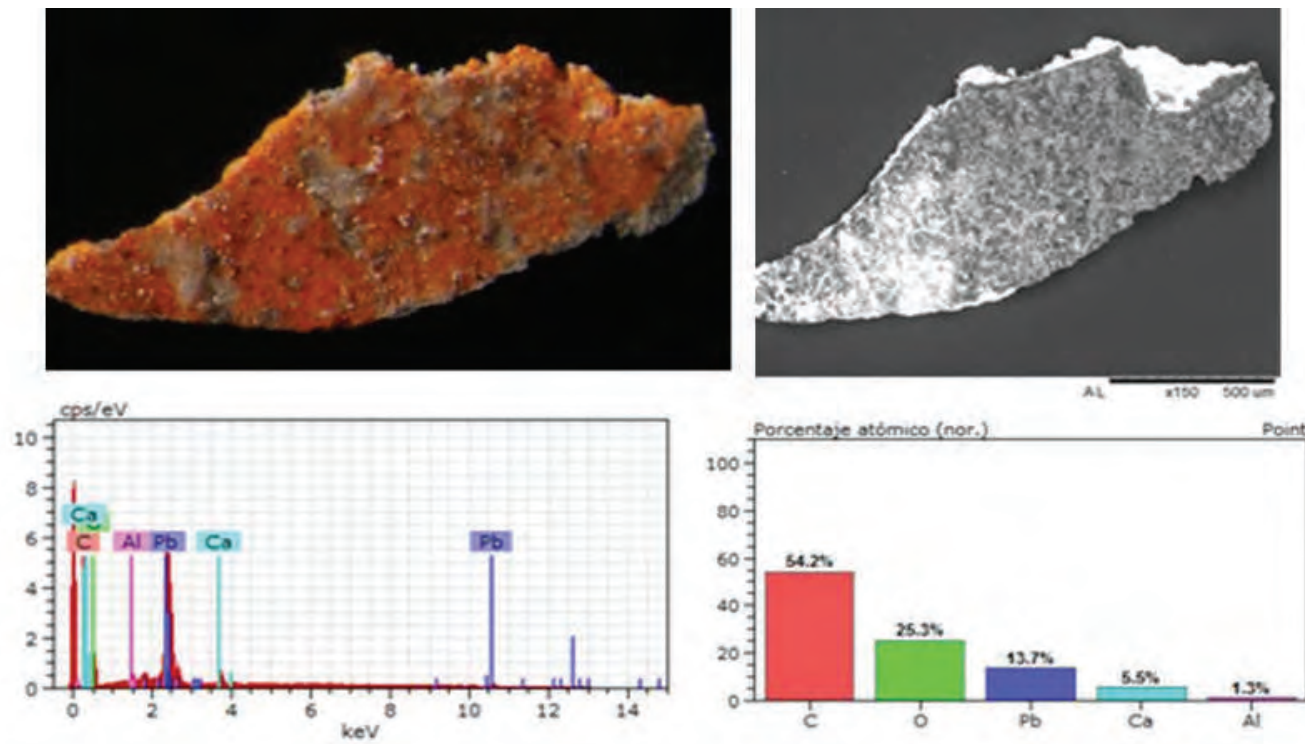 AL x150 500 um
cps/eV
10
8
6
4
2
0
Ca
C
Al
Pb
Ca
Pb
0 2 4 6 8 10 12 14
keV
Porcentaje atómico (nor.) Point
100
80
60
40
20
0
54.2%
25.3%
13.7%
5.5%
1.3%
C O Pb Ca Al